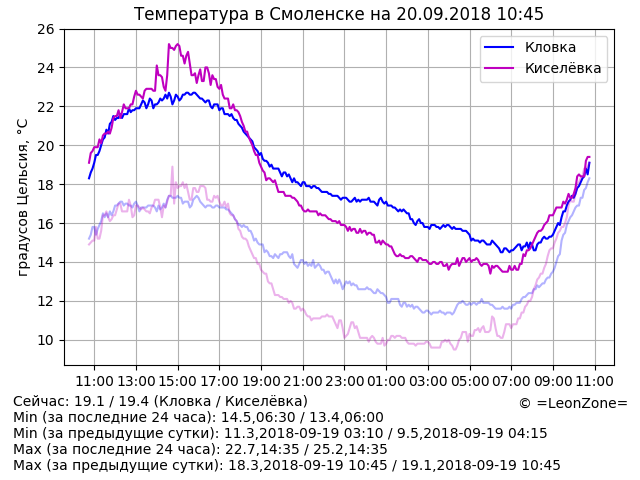 Температура в Смоленске на 20.09.2018 10:45
Кловка
Киселёвка
градусов Цельсия, °C
26
24
22
20
18
16
14
12
10
11:00 13:00 15:00 17:00 19:00 21:00 23:00 01:00 03:00 05:00 07:00 09:00 11:00
Сейчас: 19.1 / 19.4 (Кловка / Киселёвка)
© =LeonZone=
Min (за последние 24 часа): 14.5,06:30 / 13.4,06:00
Min (за предыдущие сутки): 11.3,2018-09-19 03:10 / 9.5,2018-09-19 04:15
Max (за последние 24 часа): 22.7,14:35 / 25.2,14:35
Max (за предыдущие сутки): 18.3,2018-09-19 10:45 / 19.1,2018-09-19 10:45